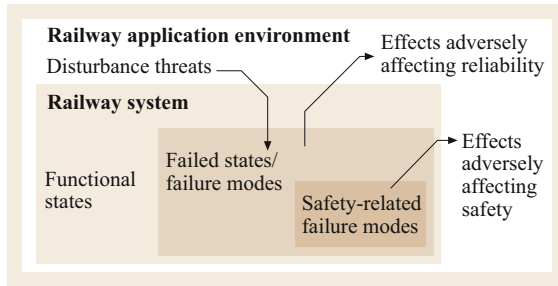 Railway application environment
Disturbance threats
Effects adversely
affecting reliability
Railway system
Functional
states
Failed states/
failure modes
Safety-related
failure modes
Effects
adversely
affecting
safety